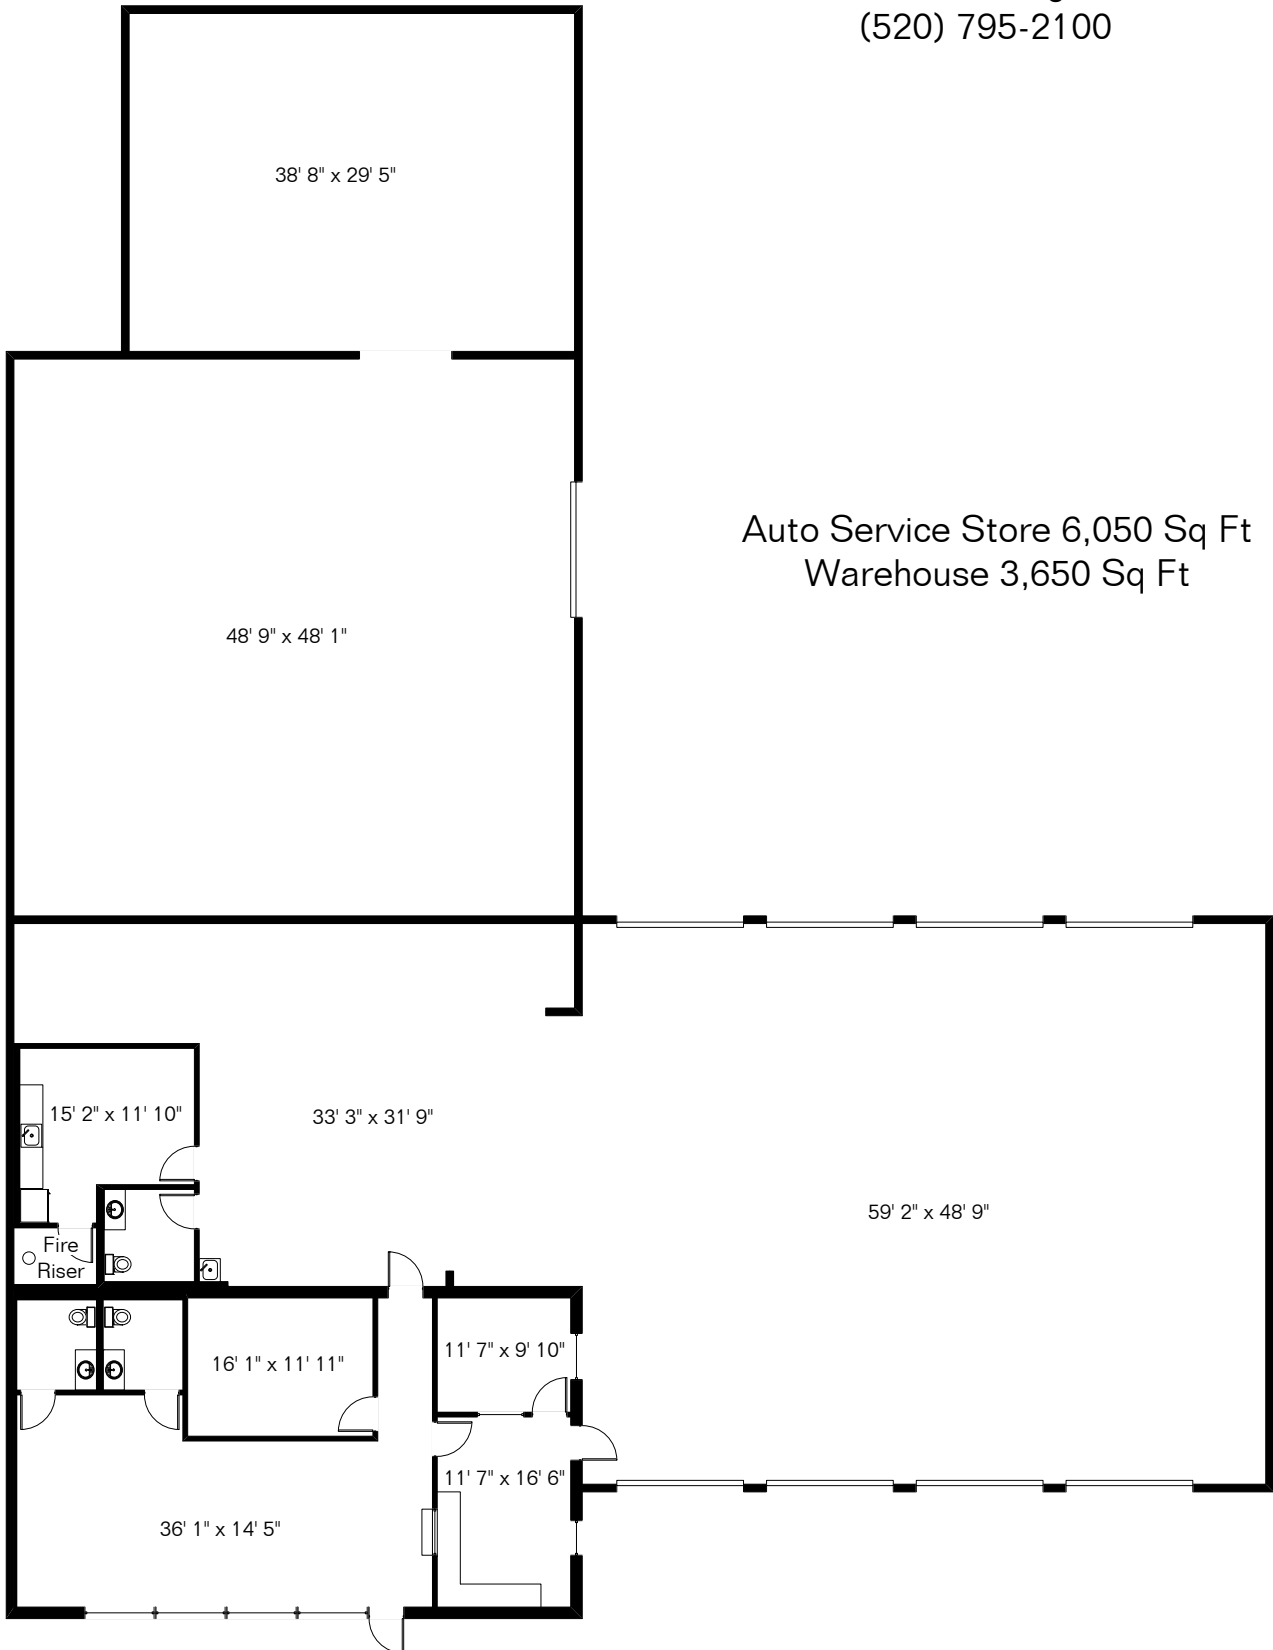 (520) 795-2100
38' 8" x 29' 5"
Auto Service Store 6,050 Sq Ft
Warehouse 3,650 Sq Ft
48' 9" x 48' 1"
15' 2" x 11' 10"
33' 3" x 31' 9"
59' 2" x 48' 9"
Fire
Riser
16' 1" x 11' 11"
11' 7" x 9' 10"
11' 7" x 16' 6"
36' 1" x 14' 5"